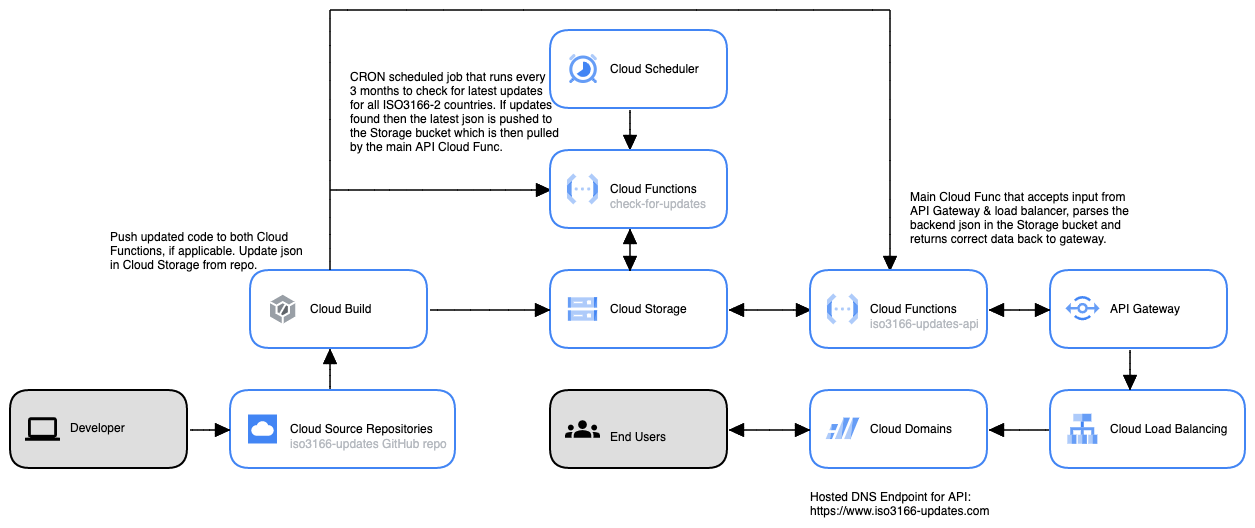 Cloud Scheduler
CRON scheduled job that runs every
3 months to check for latest updates
for all ISO3166-2 countries. If updates
found then the latest json is pushed to
the Storage bucket which is then pulled
by the main API Cloud Func.
Cloud Functions
check-for-updates
Main Cloud Func that accepts input from
API Gateway & load balancer, parses the
backend json in the Storage bucket and
returns correct data back to gateway.
Push updated code to both Cloud
Functions, if applicable. Update json
in Cloud Storage from repo.
Cloud Build
Cloud Storage
Cloud Functions
iso3166-updates-api
API Gateway
Developer
Cloud Source Repositories
iso3166-updates GitHub repo
End Users
Cloud Domains
Cloud Load Balancing
Hosted DNS Endpoint for API:
https://www.iso3166-updates.com